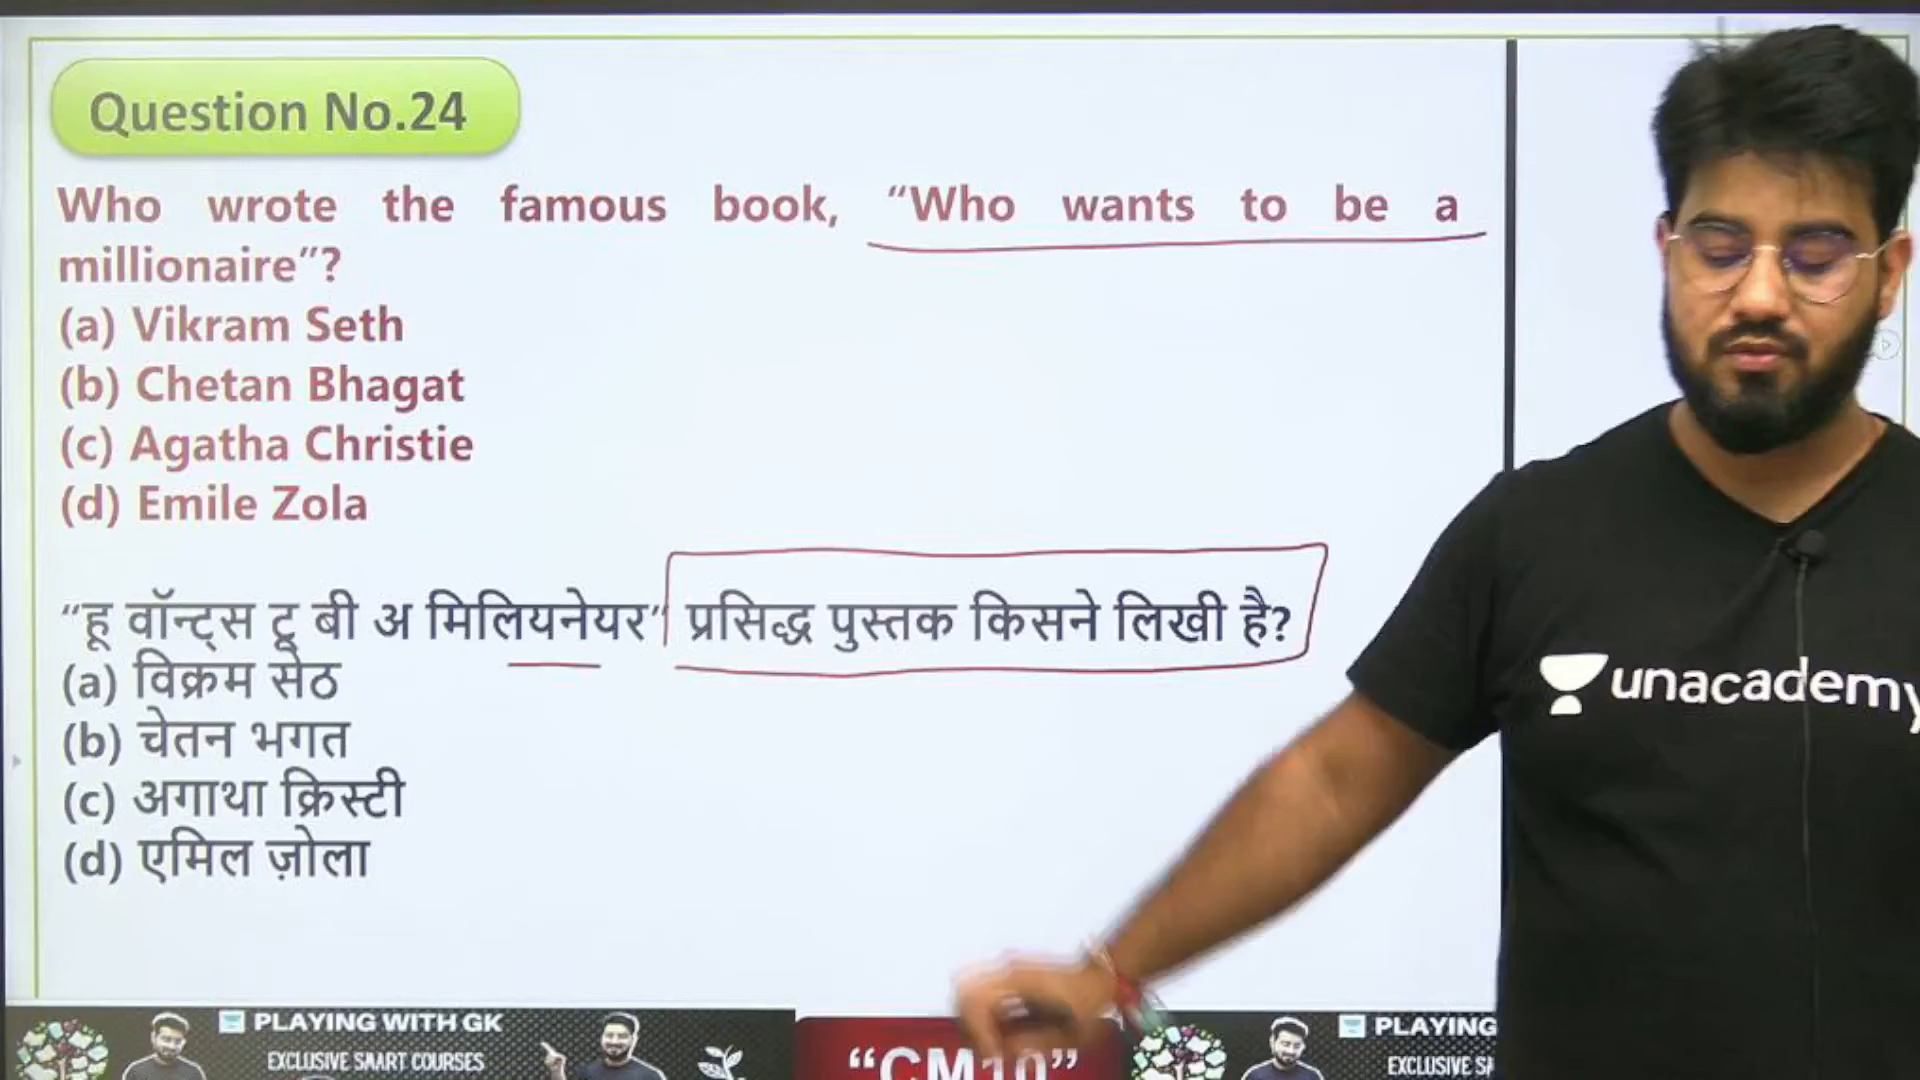 Question No.24
Who wrote the famous book, “Who wants to be a
millionaire”?
(a) Vikram Seth
(b) Chetan Bhagat
(c) Agatha Christie
(d) Emile Zola
“हू वॉन्ट्स टू बी अ मिलियनेयर” प्रसिद्ध पुस्तक किसने लिखी है?
(a) विक्रम सेठ
(b) चेतन भगत
(c) अगाथा क्रिस्टी
(d) एमिल ज़ोला
unacademy
PLAYING WITH GK
EXCLUSIVE SMART COURSES
“CM10”
PLAYING
EXCLUSIVE